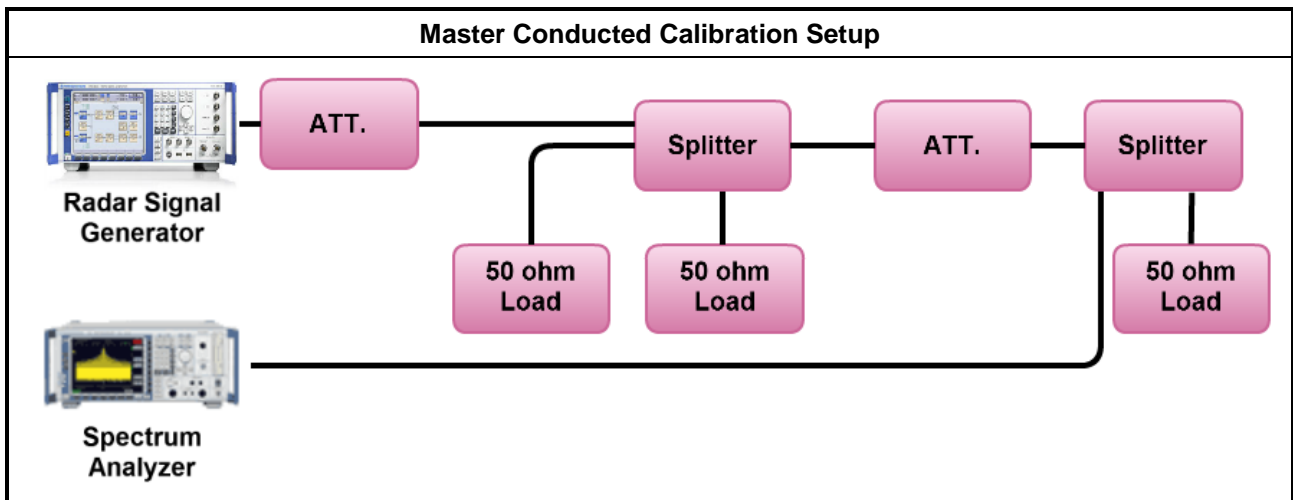 Master Conducted Calibration Setup
ATT.
Splitter
ATT.
Splitter
Radar Signal
Generator
50 ohm
Load
50 ohm
Load
50 ohm
Load
Spectrum
Analyzer